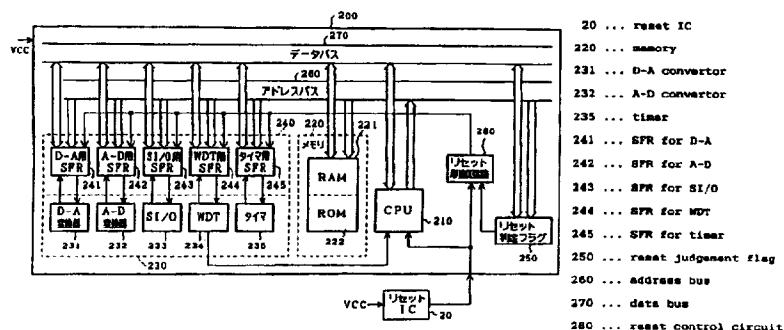 200
270
VCC
データバス
260
アドレスバス
240
220
メモリ
221
280
D-A用
SFR
A-D用
SFR
SI/O用
SFR
WDT用
SFR
タイマ用
SFR
241
242
243
244
245
RAM
ROM
222
CPU
210
リセット
リセット
判定フラグ
250
D-A
変換器
A-D
変換器
SI/O
WDT
タイマ
231
232
233
234
235
230
VCC
リセット
IC
20
20 ... reset IC
220 ... memory
231 ... D-A convertor
232 ... A-D convertor
235 ... timer
241 ... SFR for D-A
242 ... SFR for A-D
243 ... SFR for SI/O
244 ... SFR for WDT
245 ... SFR for timer
250 ... reset judgement flag
260 ... address bus
270 ... data bus
280 ... reset control circuit